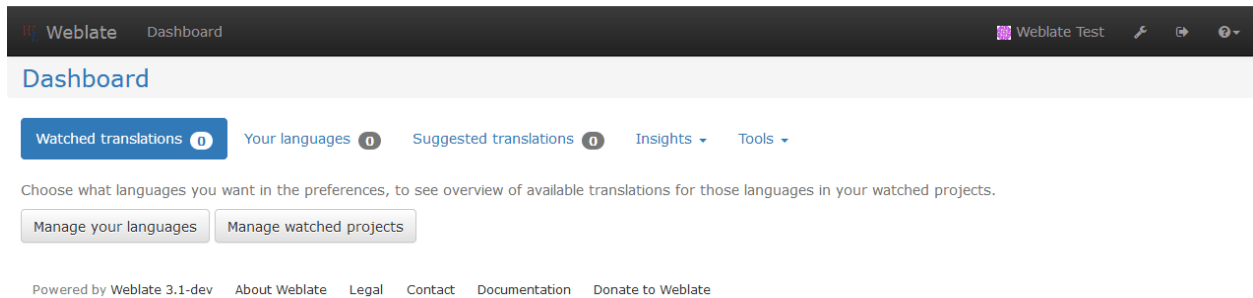 Weblate Dashboard Weblate Test
Dashboard
Watched translations 0 Your languages 0 Suggested translations 0 Insights Tools
Choose what languages you want in the preferences, to see overview of available translations for those languages in your watched projects.
Manage your languages Manage watched projects
Powered by Weblate 3.1-dev About Weblate Legal Contact Documentation Donate to Weblate